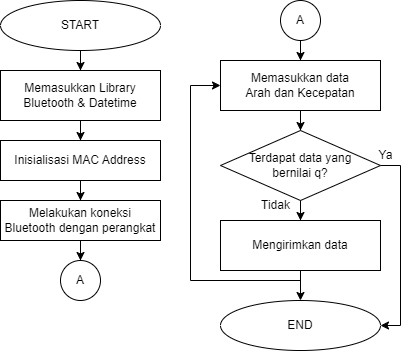 START
Memasukkan Library
Bluetooth & Datetime
Inisialisasi MAC Address
Melakukan koneksi
Bluetooth dengan perangkat
A
A
Memasukkan data
Arah dan Kecepatan
Terdapat data yang
bernilai q?
Ya
Tidak
Mengirimkan data
END